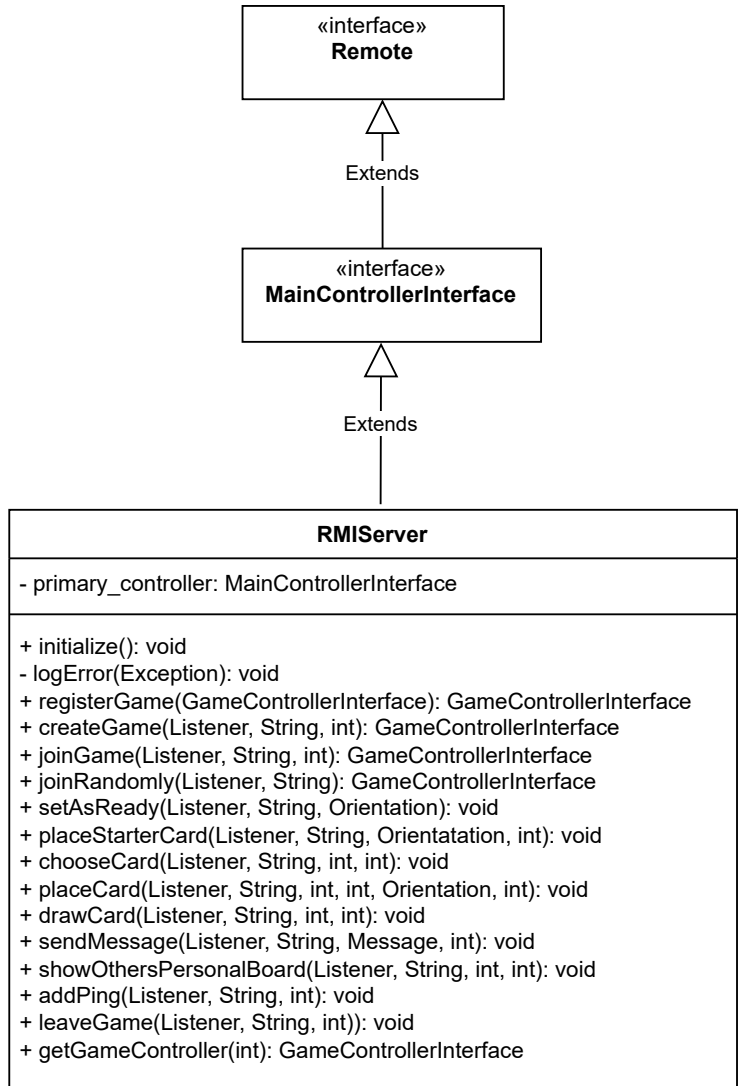 «interface»
Remote
Extends
«interface»
MainControllerInterface
Extends
RMIServer
- primary_controller: MainControllerInterface
+ initialize(): void
- logError(Exception): void
+ registerGame(GameControllerInterface): GameControllerInterface
+ createGame(Listener, String, int): GameControllerInterface
+ joinGame(Listener, String, int): GameControllerInterface
+ joinRandomly(Listener, String): GameControllerInterface
+ setAsReady(Listener, String, Orientation): void
+ placeStarterCard(Listener, String, Orientatation, int): void
+ chooseCard(Listener, String, int, int): void
+ placeCard(Listener, String, int, int, Orientation, int): void
+ drawCard(Listener, String, int, int): void
+ sendMessage(Listener, String, Message, int): void
+ showOthersPersonalBoard(Listener, String, int, int): void
+ addPing(Listener, String, int): void
+ leaveGame(Listener, String, int)): void
+ getGameController(int): GameControllerInterface